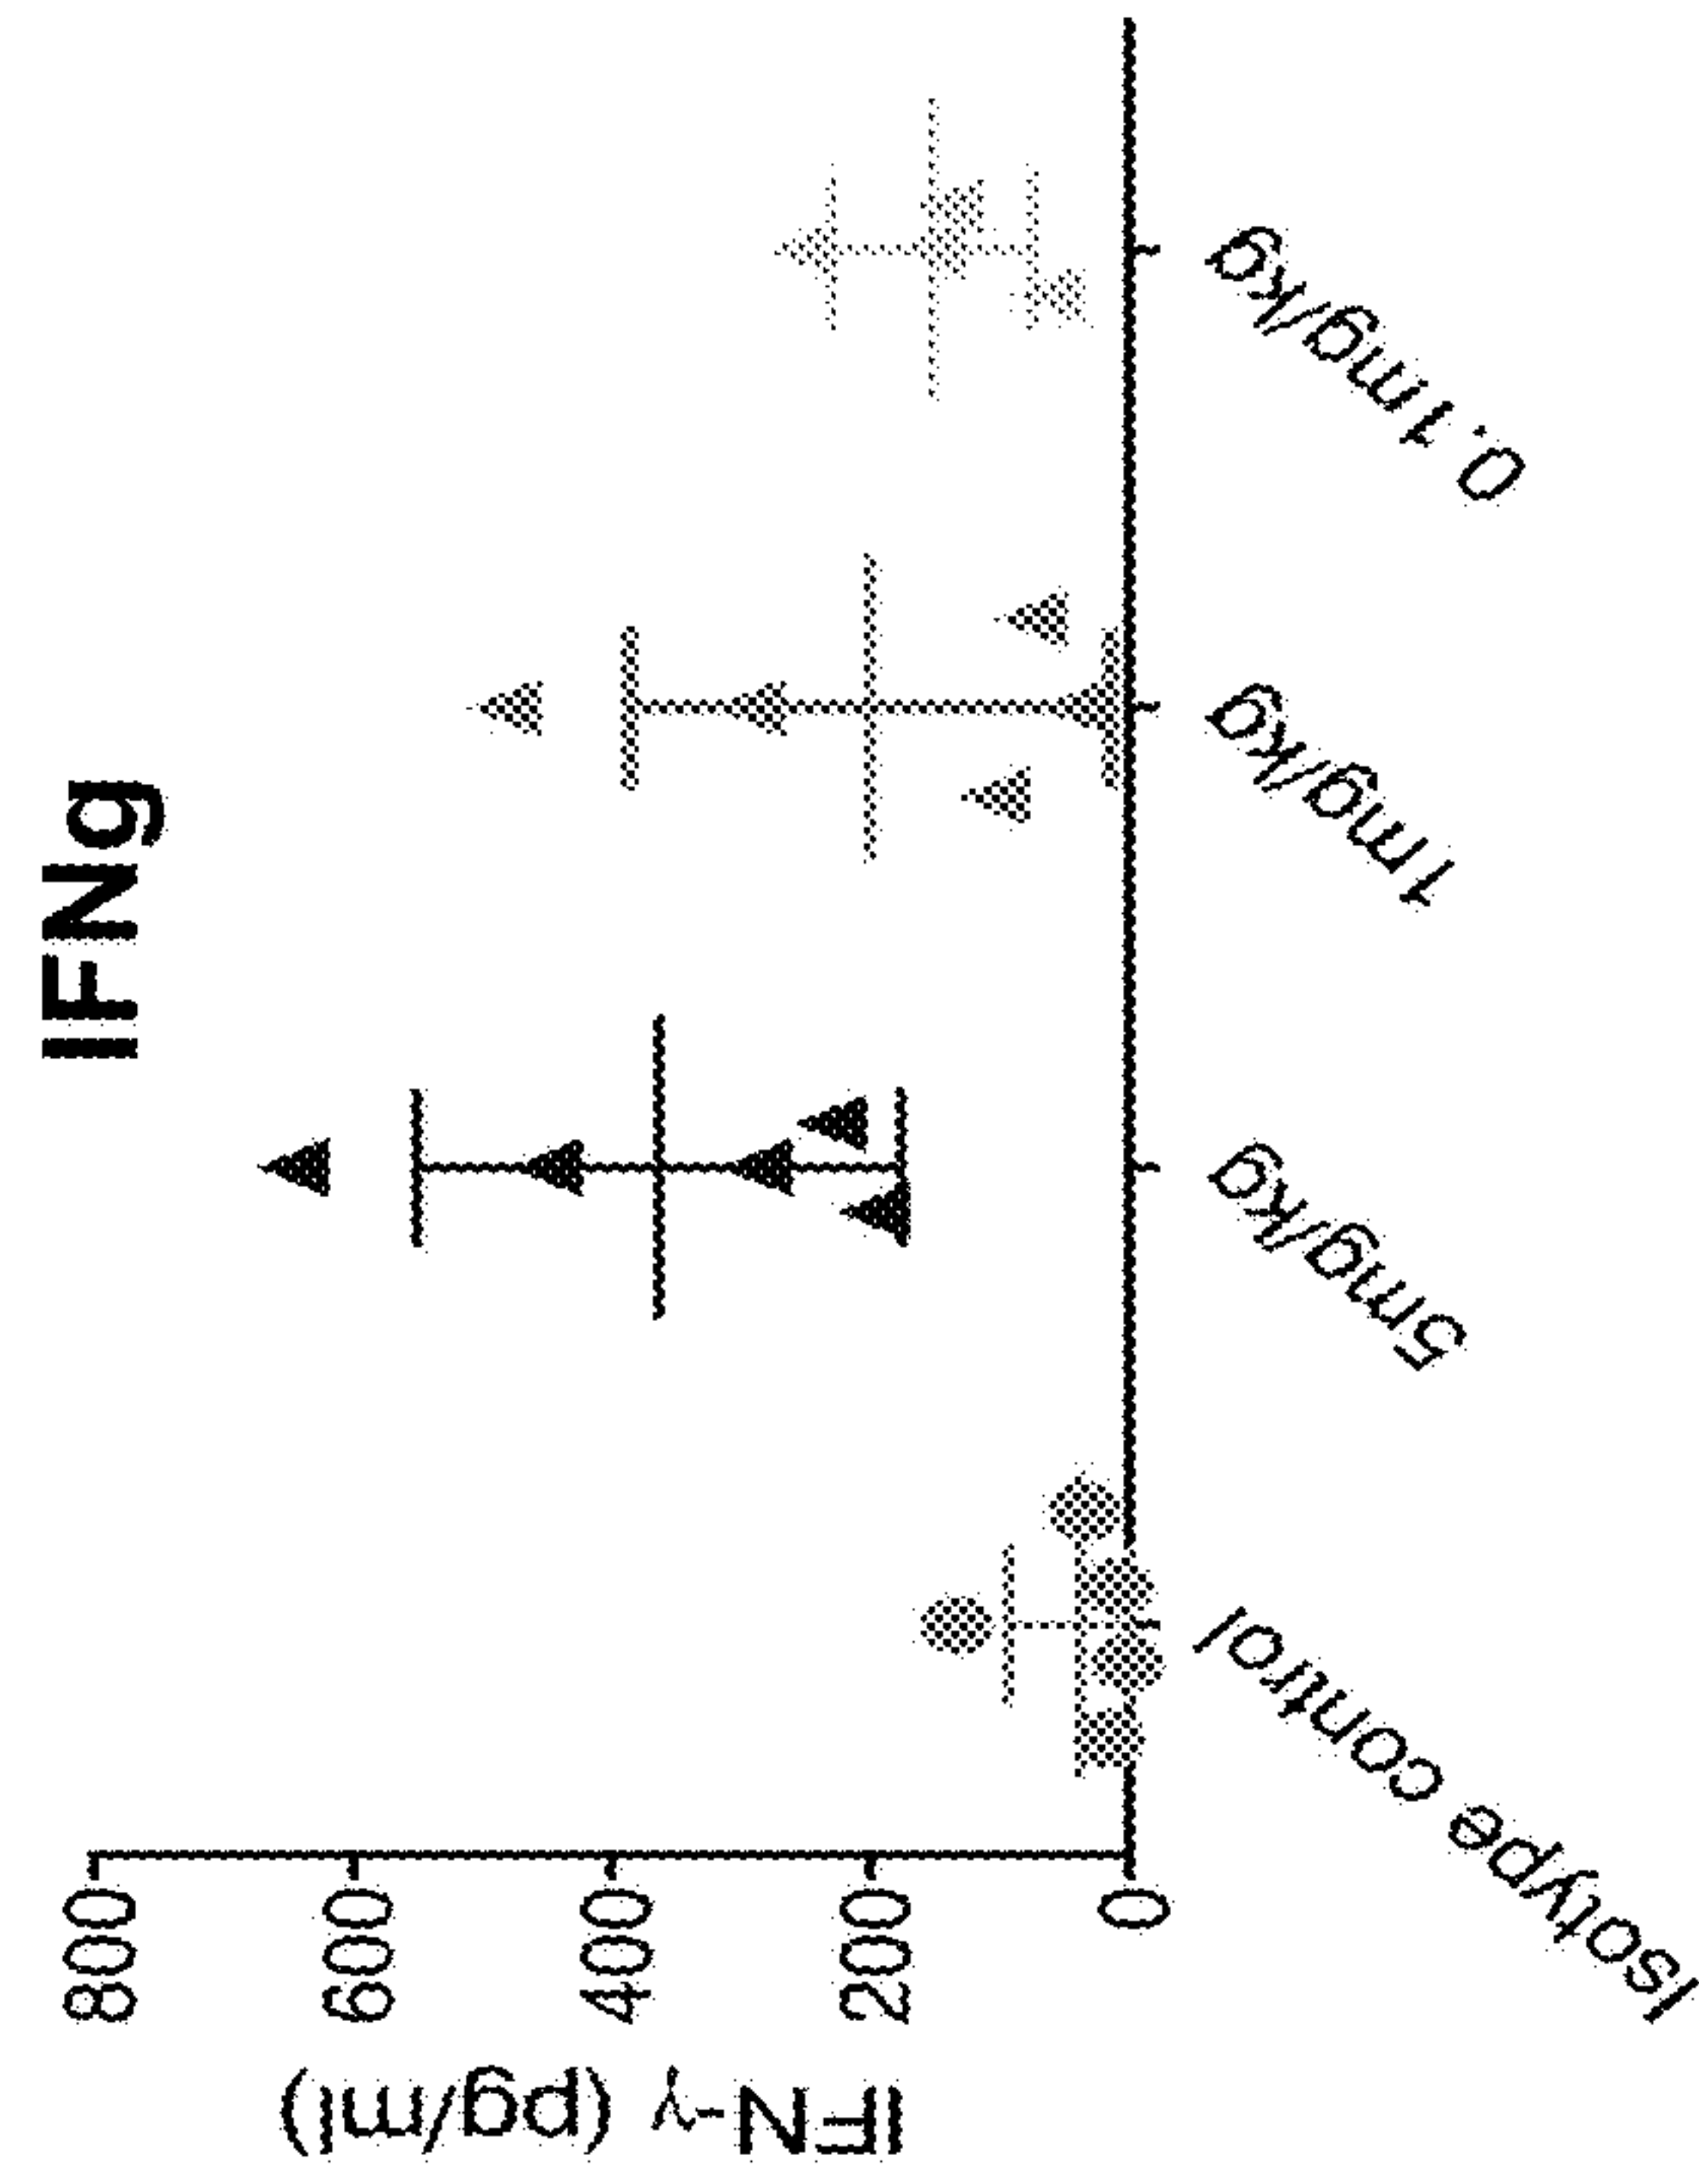 IFNg
IFN-γ (pg/ml)
800
600
400
200
0
Isotype control
5mg/kg
1mg/kg
0.1mg/kg